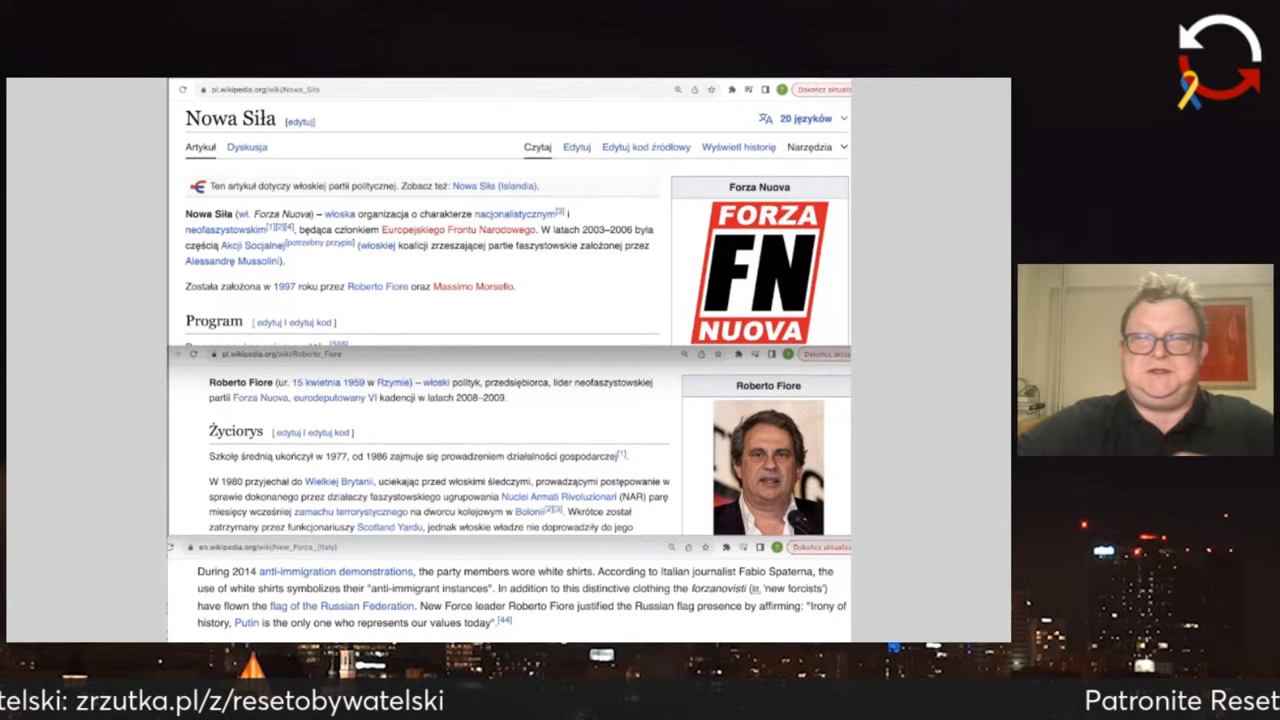 pl.wikipedia.org/wiki/Nowa_Siła
Dokończ aktualiza
Nowa Siła [edytuj]
20 języków
Artykuł Dyskusja Czytaj Edytuj Edytuj kod źródłowy Wyświetl historię Narzędzia
Ten artykuł dotyczy włoskiej partii politycznej. Zobacz też: Nowa Siła (Islandia).
Nowa Siła (wł. Forza Nuova) – włoska organizacja o charakterze nacjonalistycznym[3] i
neofaszystowskim[1][2][4], będąca członkiem Europejskiego Frontu Narodowego. W latach 2003–2006 była
częścią Akcji Socjalnej[potrzebny przypis] (włoskiej koalicji zrzeszającej partie faszystowskie założonej przez
Alessandrę Mussolini).
Została założona w 1997 roku przez Roberto Fiore oraz Massimo Morsello.
Program [ edytuj | edytuj kod ]
Forza Nuova
FORZA
FN
NUOVA
pl.wikipedia.org/wiki/Roberto_Fiore
Dokończ aktualiza
Roberto Fiore (ur. 15 kwietnia 1959 w Rzymie) – włoski polityk, przedsiębiorca, lider neofaszystowskiej
partii Forza Nuova, eurodeputowany VI kadencji w latach 2008–2009.
Życiorys [ edytuj | edytuj kod ]
Szkołę średnią ukończył w 1977, od 1986 zajmuje się prowadzeniem działalności gospodarczej[1].
W 1980 przyjechał do Wielkiej Brytanii, uciekając przed włoskimi śledczymi, prowadzącymi postępowanie w
sprawie dokonanego przez działaczy faszystowskiego ugrupowania Nuclei Armati Rivoluzionari (NAR) parę
miesięcy wcześniej zamachu terrorystycznego na dworcu kolejowym w Bolonii[2][3]. Wkrótce został
zatrzymany przez funkcjonariuszy Scotland Yardu, jednak włoskie władze nie doprowadziły do jego
Roberto Fiore
en.wikipedia.org/wiki/New_Force_(Italy)
Dokończ aktualiza
During 2014 anti-immigration demonstrations, the party members wore white shirts. According to Italian journalist Fabio Spaterna, the
use of white shirts symbolizes their "anti-immigrant instances". In addition to this distinctive clothing the forzanovisti (lit. 'new forcists')
have flown the flag of the Russian Federation. New Force leader Roberto Fiore justified the Russian flag presence by affirming: "Irony of
history, Putin is the only one who represents our values today".[44]
telski: zrzutka.pl/z/resetobywatelski
Patronite Reset